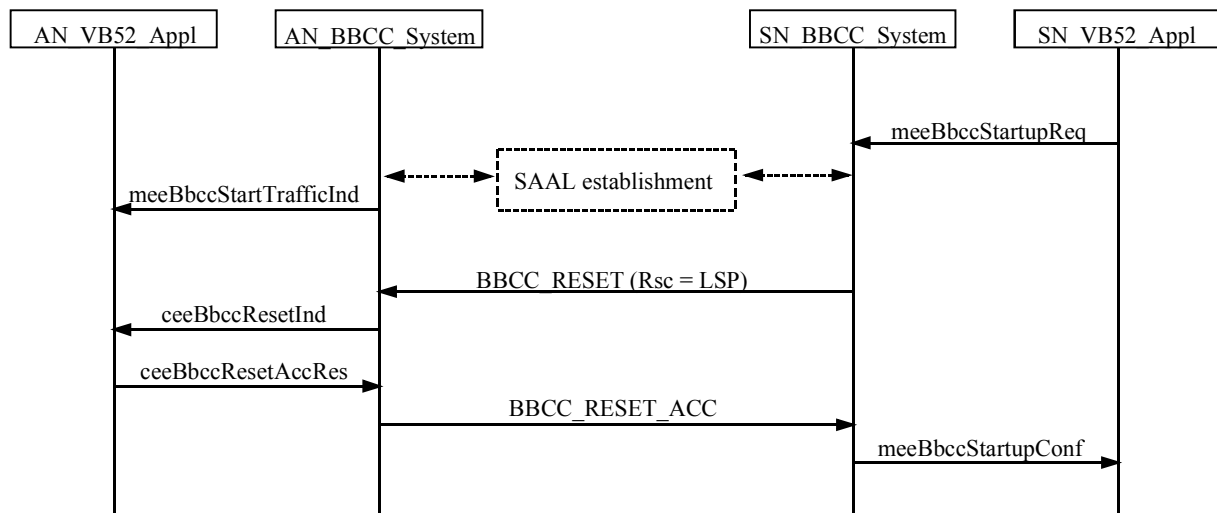 AN_VB52_Appl
AN_BBCC_System
SN_BBCC_System
SN_VB52_Appl
meeBbccStartupReq
SAAL establishment
meeBbccStartTrafficInd
BBCC_RESET (Rsc = LSP)
ceeBbccResetInd
ceeBbccResetAccRes
BBCC_RESET_ACC
meeBbccStartupConf